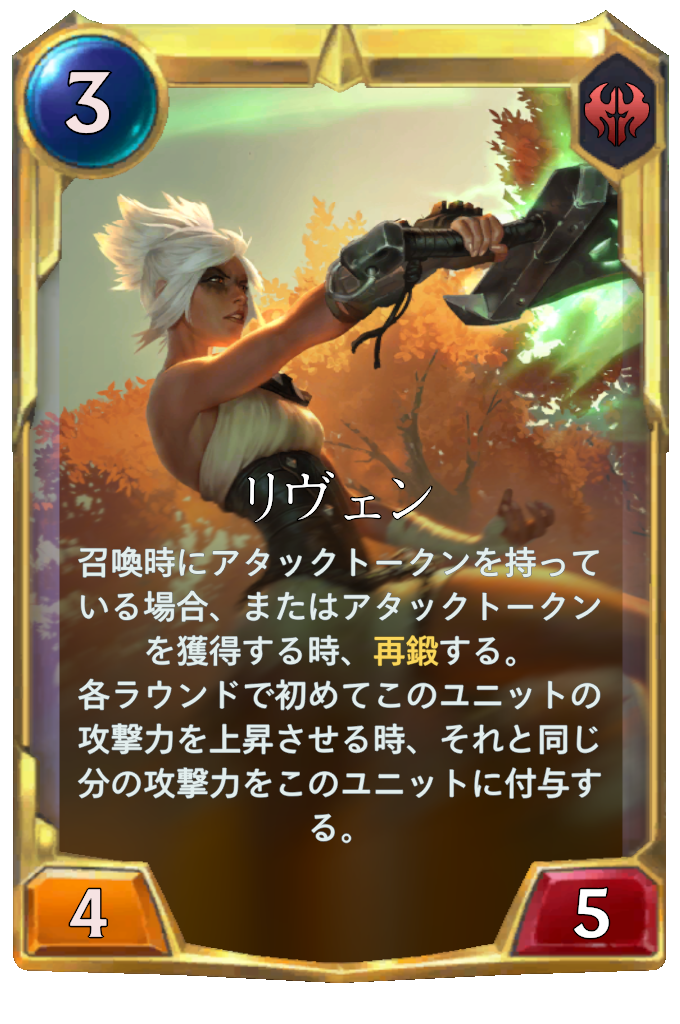 3
リヴェン
召喚時にアタックトークンを持って
いる場合、またはアタックトークン
を獲得する時、再鍛する。
各ラウンドで初めてこのユニットの
攻撃力を上昇させる時、それと同じ
分の攻撃力をこのユニットに付与す
る。
4
5